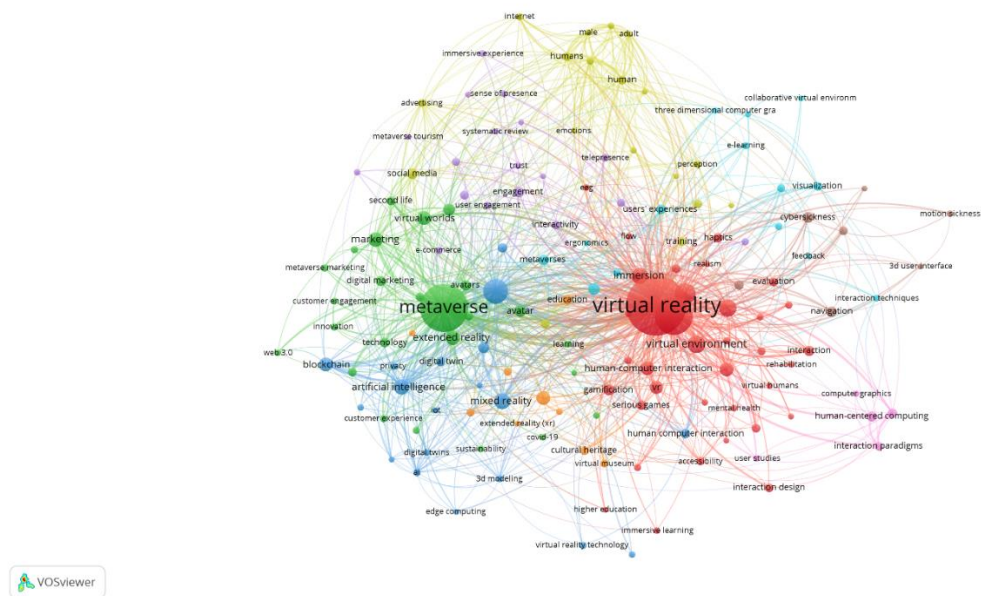 internet
male
adult
humans
immersive experience
human
sense of presence
collaborative virtual environm
advertising
three dimensional computer gra
systematic review
emotions
metaverse tourism
e-learning
telepresence
trust
perception
social media
engagement
eeg
visualization
second life
user engagement
users' experiences
cybersickness
motion sickness
virtual worlds
interactivity
flow
training
haptics
marketing
e-commerce
ergonomics
metaverses
feedback
realism
metaverse marketing
immersion
3d user interface
digital marketing
avatars
evaluation
customer engagement
education
interaction techniques
metaverse
avatar
virtual reality
navigation
innovation
extended reality
technology
learning
virtual environment
web 3.0
interaction
blockchain
privacy
digital twin
human-computer interaction
rehabilitation
artificial intelligence
gamification
vr
virtual humans
computer graphics
mixed reality
serious games
mental health
iot
human-centered computing
customer experience
extended reality (xr)
covid-19
human computer interaction
interaction paradigms
digital twins
sustainability
cultural heritage
user studies
virtual museum
accessibility
ai
3d modeling
interaction design
edge computing
higher education
immersive learning
virtual reality technology
VOSviewer